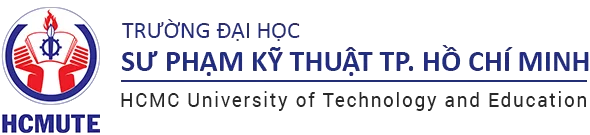 TRƯỜNG ĐẠI HỌC
SƯ PHẠM KỸ THUẬT TP. HỒ CHÍ MINH
HCMC University of Technology and Education
HCMUTE